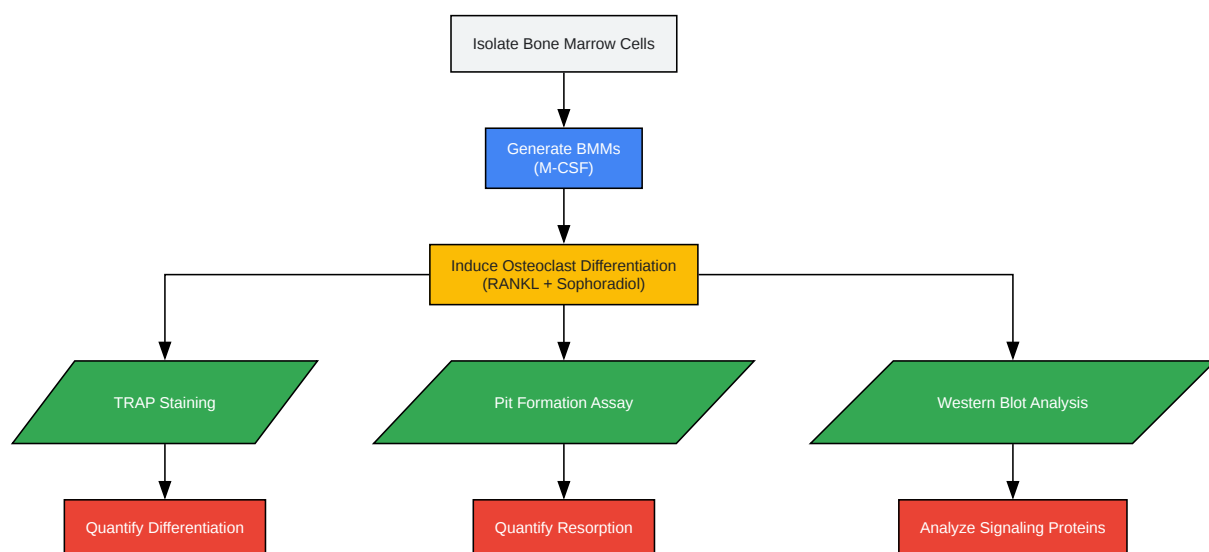 Isolate Bone Marrow Cells
Generate BMMs
(M-CSF)
Induce Osteoclast Differentiation
(RANKL + Sophoradiol)
TRAP Staining
Pit Formation Assay
Western Blot Analysis
Quantify Differentiation
Quantify Resorption
Analyze Signaling Proteins